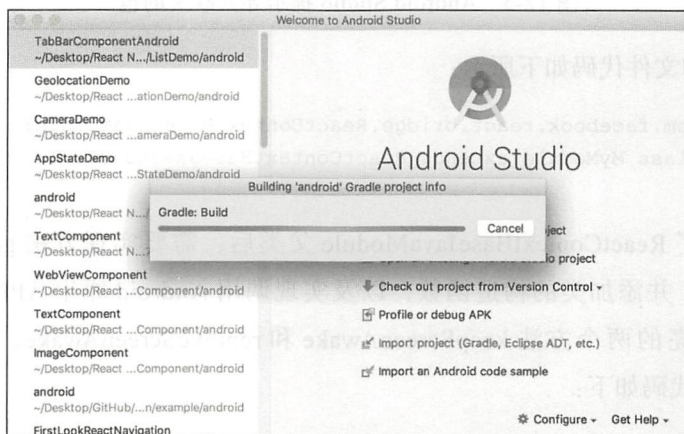 Welcome to Android Studio
TabBarComponentAndroid
~/Desktop/React N.../ListDemo/android
GeolocationDemo
~/Desktop/React ...ationDemo/android
CameraDemo
~/Desktop/React ...ameraDemo/android
AppStateDemo
~/Desktop/React ...StateDemo/android
android
~/Desktop/React N.../
TextComponent
~/Desktop/React N.../
WebViewComponent
~/Desktop/React ...Component/android
TextComponent
~/Desktop/React ...Component/android
ImageComponent
~/Desktop/React ...Component/android
android
~/Desktop/GitHub/...n/example/android
FirstLookReactNavigation
Android Studio
Building 'android' Gradle project info
Gradle: Build
Cancel
ject
project
Check out project from Version Control
Profile or debug APK
Import project (Gradle, Eclipse ADT, etc.)
Import an Android code sample
Configure
Get Help